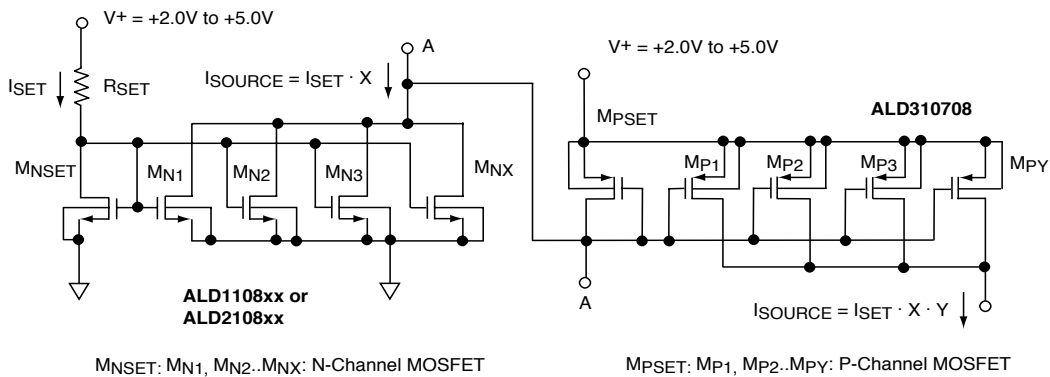 V+ = +2.0V to +5.0V
A
V+ = +2.0V to +5.0V
ISET
RSET
ISOURCE = ISET · X
MPSET
ALD310708
MNSET
MN1
MN2
MN3
MNX
MP1
MP2
MP3
MPY
A
ALD1108xx or
ALD2108xx
ISOURCE = ISET · X · Y
MNSET: MN1, MN2..MNX: N-Channel MOSFET
MPSET: MP1, MP2..MPY: P-Channel MOSFET